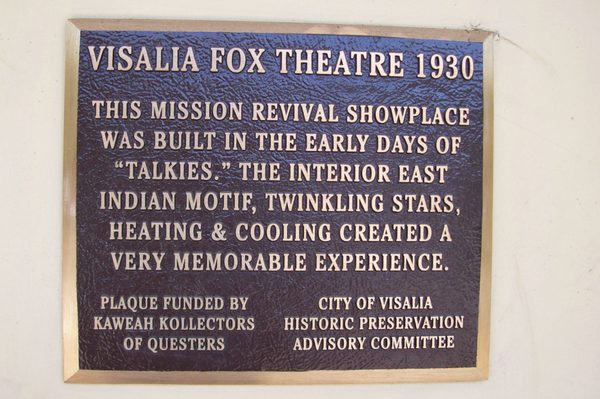 VISALIA FOX THEATRE 1930
THIS MISSION REVIVAL SHOWPLACE
WAS BUILT IN THE EARLY DAYS OF
“TALKIES.” THE INTERIOR EAST
INDIAN MOTIF, TWINKLING STARS,
HEATING & COOLING CREATED A
VERY MEMORABLE EXPERIENCE.
PLAQUE FUNDED BY
KAWEAH KOLLECTORS
OF QUESTERS
CITY OF VISALIA
HISTORIC PRESERVATION
ADVISORY COMMITTEE